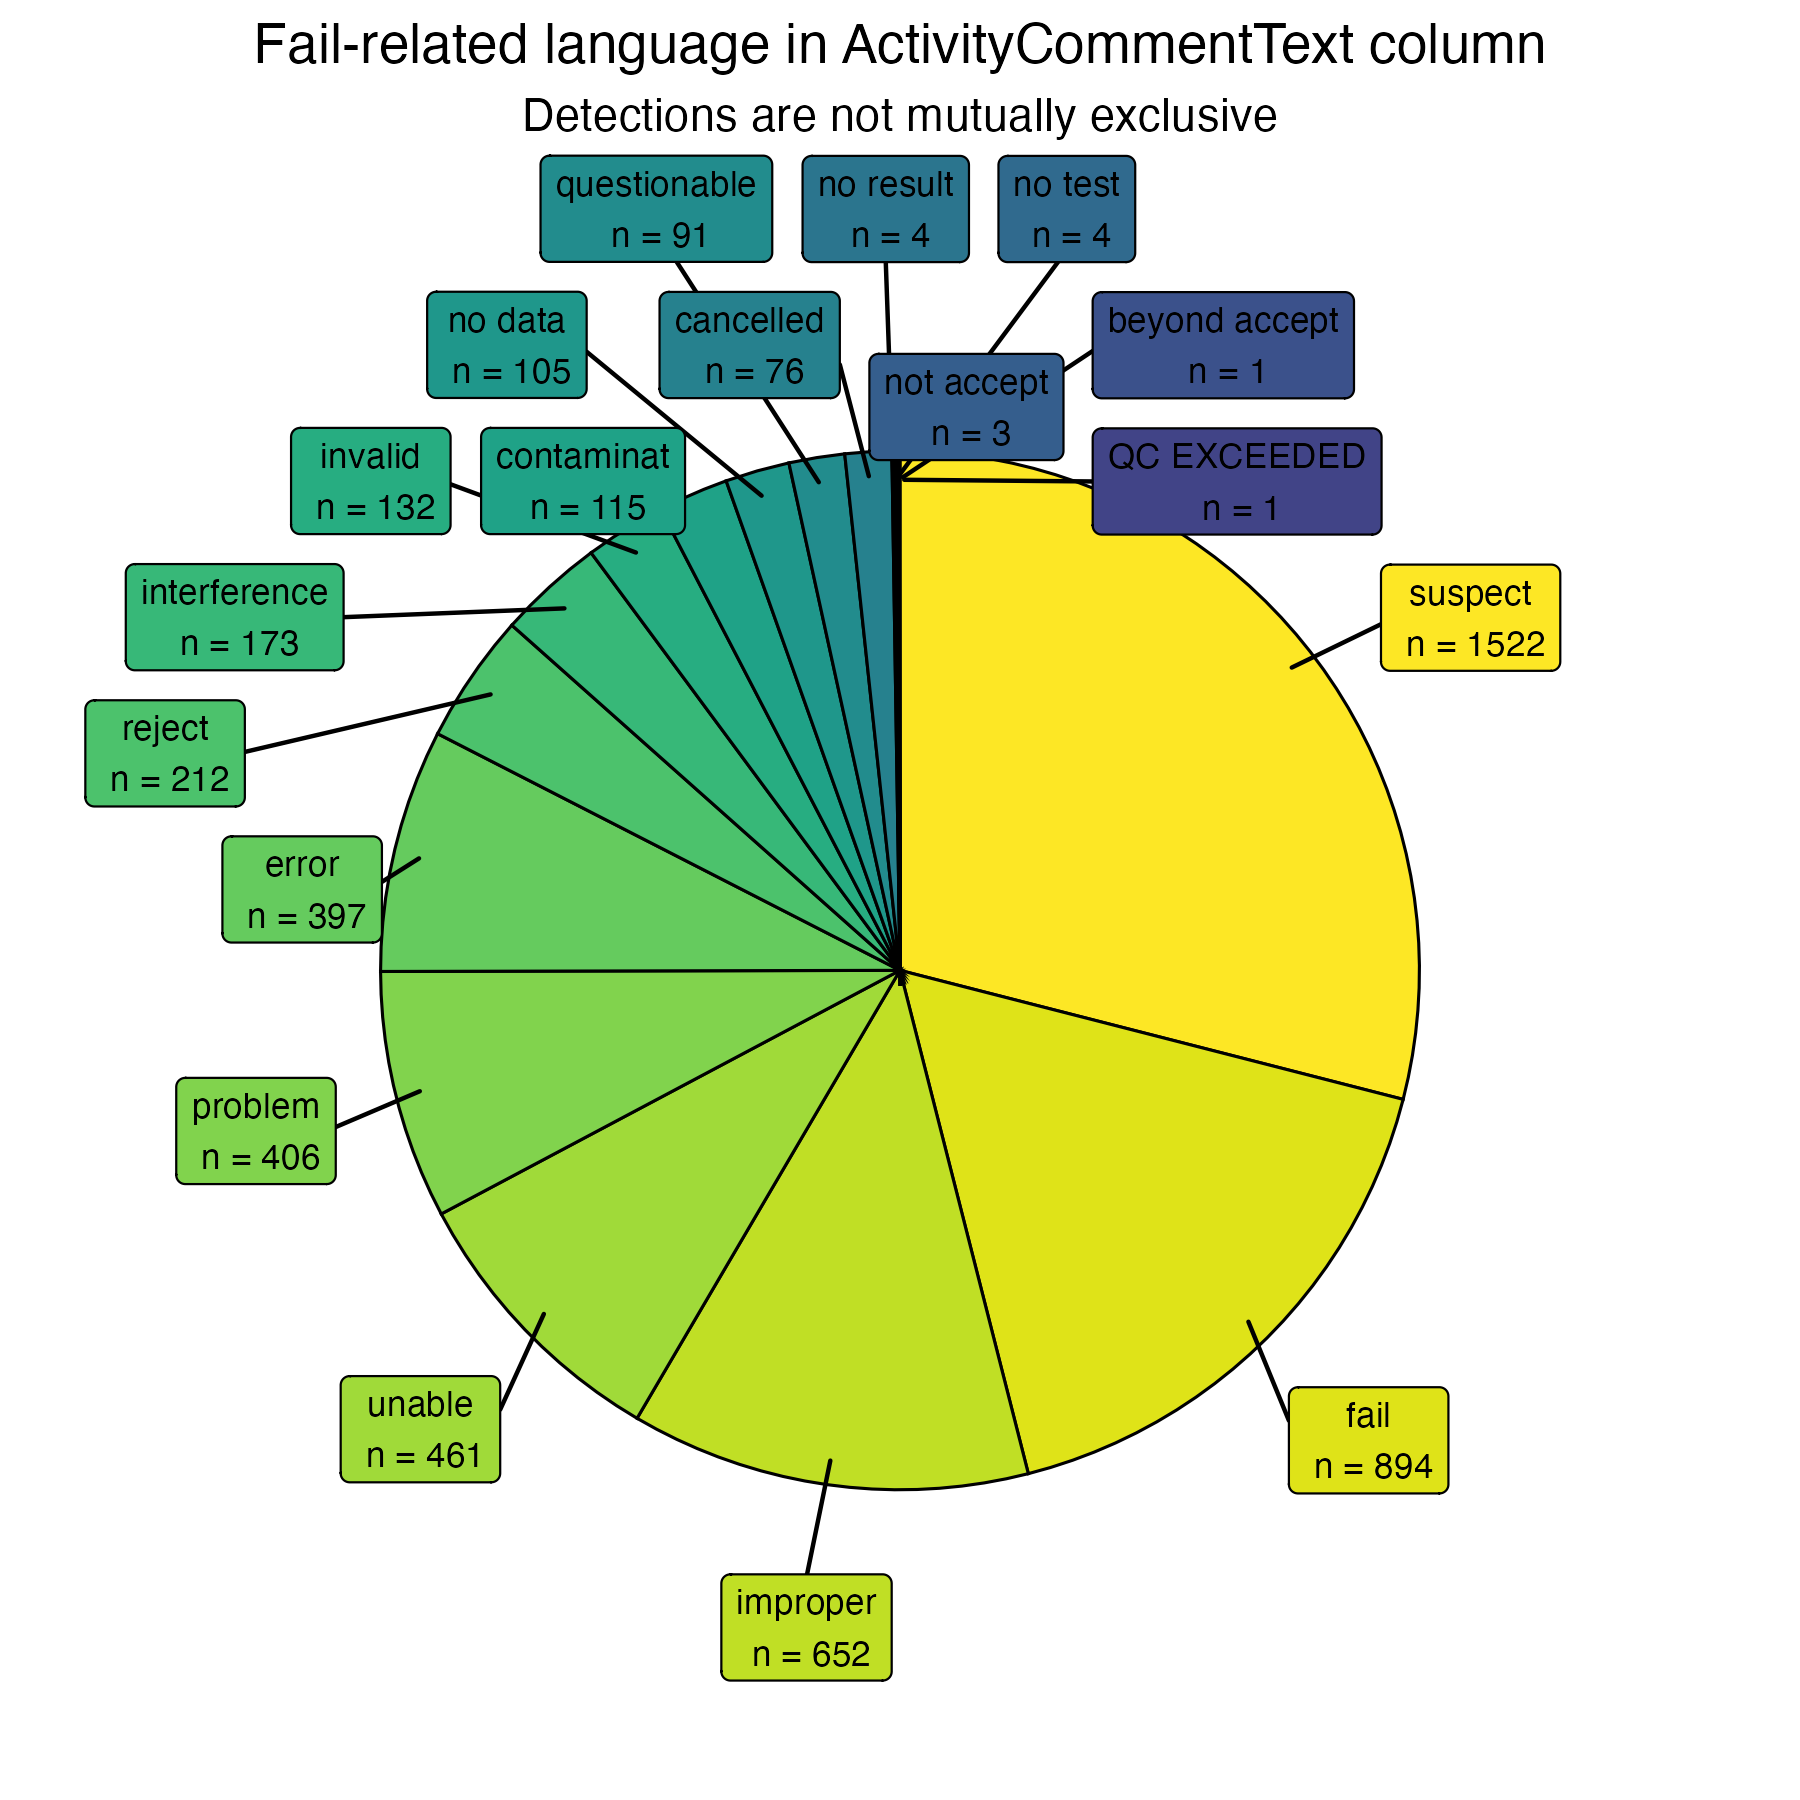 Fail-related language in ActivityCommentText column
Detections are not mutually exclusive
questionable
n = 91
no result
n = 4
no test
n = 4
no data
n = 105
cancelled
n = 76
not accept
n = 3
beyond accept
n = 1
invalid
n = 132
contaminat
n = 115
QC EXCEEDED
n = 1
interference
n = 173
suspect
n = 1522
reject
n = 212
error
n = 397
problem
n = 406
unable
n = 461
fail
n = 894
improper
n = 652